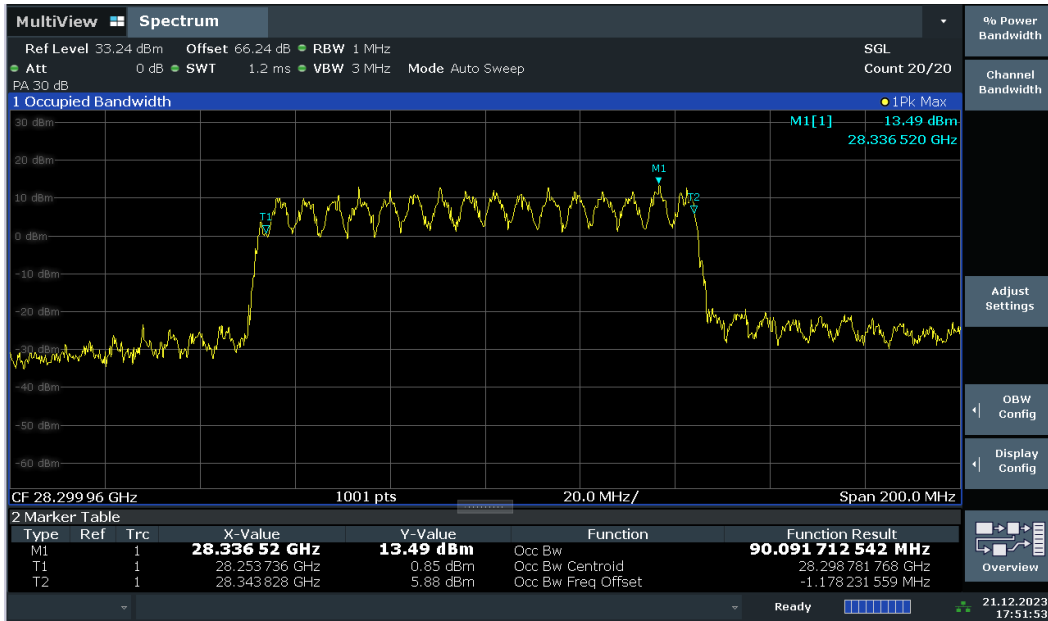 MultiView Spectrum
Ref Level 33.24 dBm Offset 66.24 dB RBW 1 MHz SGL
Att 0 dB SWT 1.2 ms VBW 3 MHz Mode Auto Sweep Count 20/20
PA 30 dB
1 Occupied Bandwidth 1Pk Max
30 dBm M1[1] 13.49 dBm
28.336 520 GHz
20 dBm
M1
10 dBm
T2
T1
0 dBm
-10 dBm
-20 dBm
-30 dBm
-40 dBm
-50 dBm
-60 dBm
CF 28.299 96 GHz 1001 pts 20.0 MHz/ Span 200.0 MHz
2 Marker Table
Type Ref Trc X-Value Y-Value Function Function Result
M1 1 28.336 52 GHz 13.49 dBm Occ Bw 90.091 712 542 MHz
T1 1 28.253 736 GHz 0.85 dBm Occ Bw Centroid 28.298 781 768 GHz
T2 1 28.343 828 GHz 5.88 dBm Occ Bw Freq Offset -1.178 231 559 MHz
Ready 21.12.2023
17:51:53
% Power
Bandwidth
Channel
Bandwidth
Adjust
Settings
OBW
Config
Display
Config
Overview